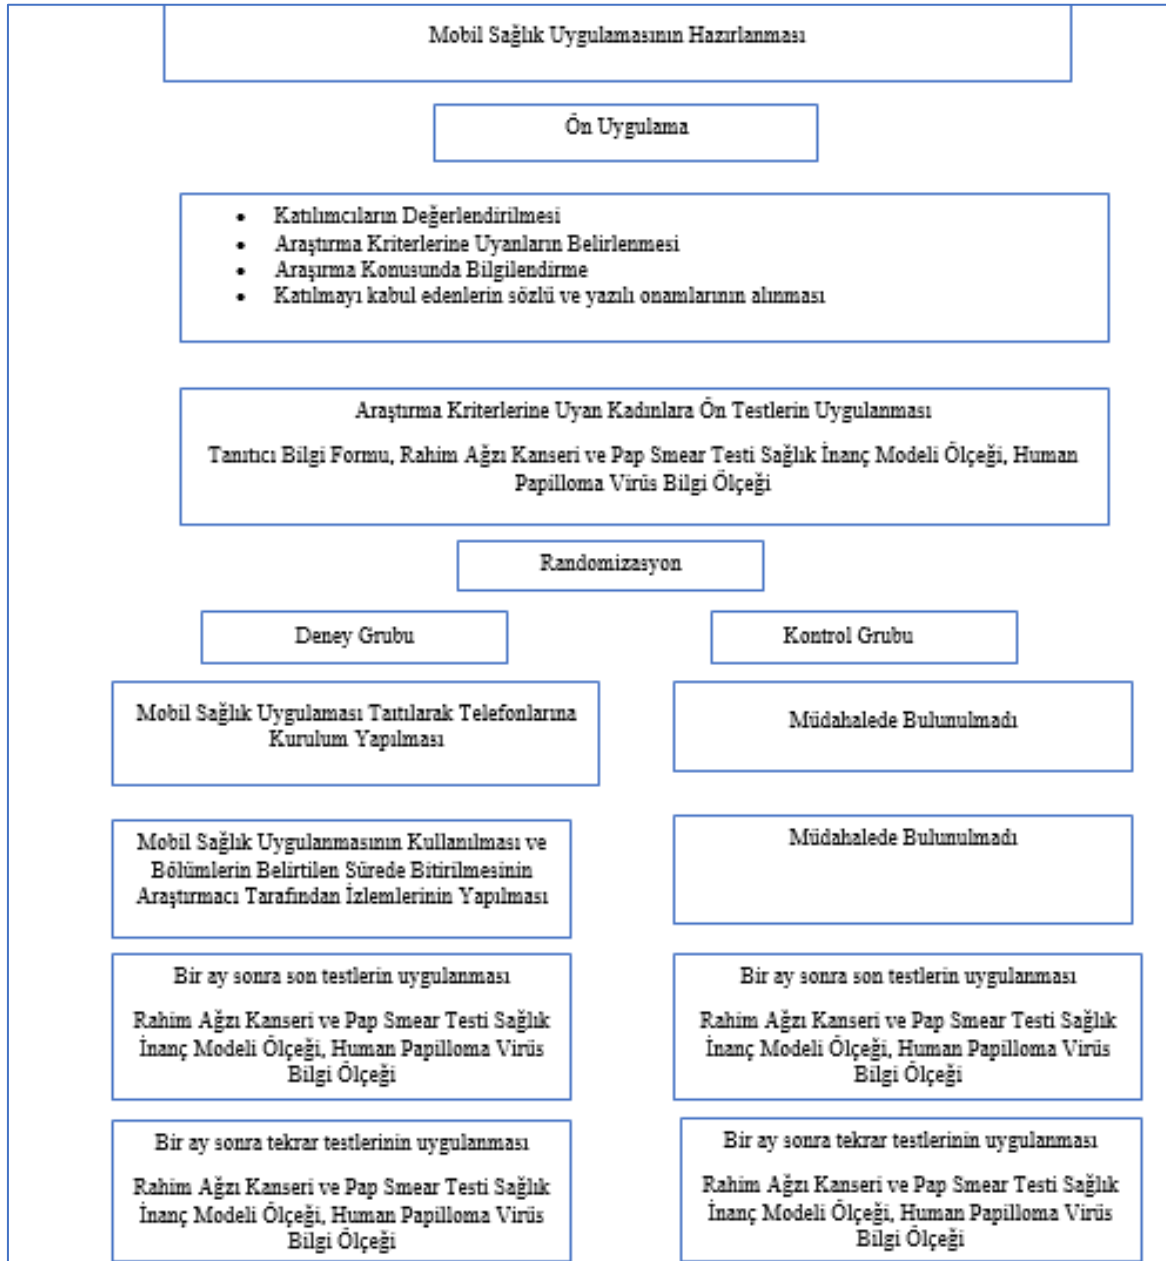 Mobil Sağlık Uygulamasının Hazırlanması
Ön Uygulama
• Katılımcıların Değerlendirilmesi
• Araştırma Kriterlerine Uyanların Belirlenmesi
• Araşırma Konusunda Bilgilendirme
• Katılmayı kabul edenlerin sözlü ve yazılı onamlarının alınması
Araştırma Kriterlerine Uyan Kadınlara Ön Testlerin Uygulanması
Tanıtıcı Bilgi Formu, Rahim Ağzı Kanseri ve Pap Smear Testi Sağlık İnanç Modeli Ölçeği, Human
Papilloma Virüs Bilgi Ölçeği
Randomizasyon
Deney Grubu
Kontrol Grubu
Mobil Sağlık Uygulaması Taıtılarak Telefonlarına
Kurulum Yapılması
Müdahalede Bulunulmadı
Mobil Sağlık Uygulanmasının Kullanılması ve
Bölümlerin Belirtilen Sürede Bitirilmesinin
Araştırmacı Tarafından İzlemlerinin Yapılması
Müdahalede Bulunulmadı
Bir ay sonra son testlerin uygulanması
Rahim Ağzı Kanseri ve Pap Smear Testi Sağlık
İnanç Modeli Ölçeği, Human Papilloma Virüs
Bilgi Ölçeği
Bir ay sonra son testlerin uygulanması
Rahim Ağzı Kanseri ve Pap Smear Testi Sağlık
İnanç Modeli Ölçeği, Human Papilloma Virüs
Bilgi Ölçeği
Bir ay sonra tekrar testlerinin uygulanması
Rahim Ağzı Kanseri ve Pap Smear Testi Sağlık
İnanç Modeli Ölçeği, Human Papilloma Virüs
Bilgi Ölçeği
Bir ay sonra tekrar testlerinin uygulanması
Rahim Ağzı Kanseri ve Pap Smear Testi Sağlık
İnanç Modeli Ölçeği, Human Papilloma Virüs
Bilgi Ölçeği